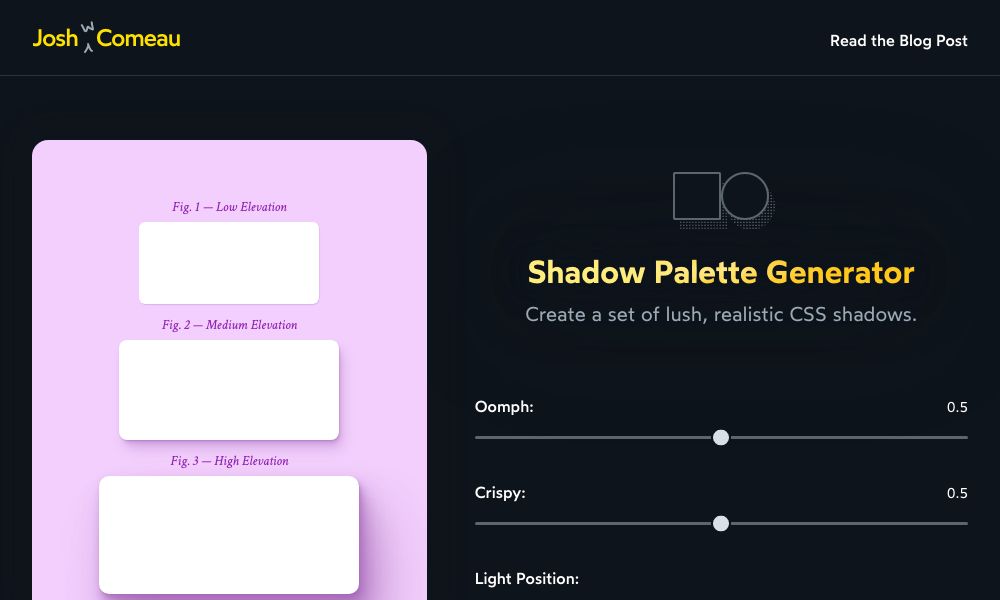 Josh W Comeau
Read the Blog Post
Fig. 1 — Low Elevation
Fig. 2 — Medium Elevation
Fig. 3 — High Elevation
Shadow Palette Generator
Create a set of lush, realistic CSS shadows.
Oomph:
0.5
Crispy:
0.5
Light Position: